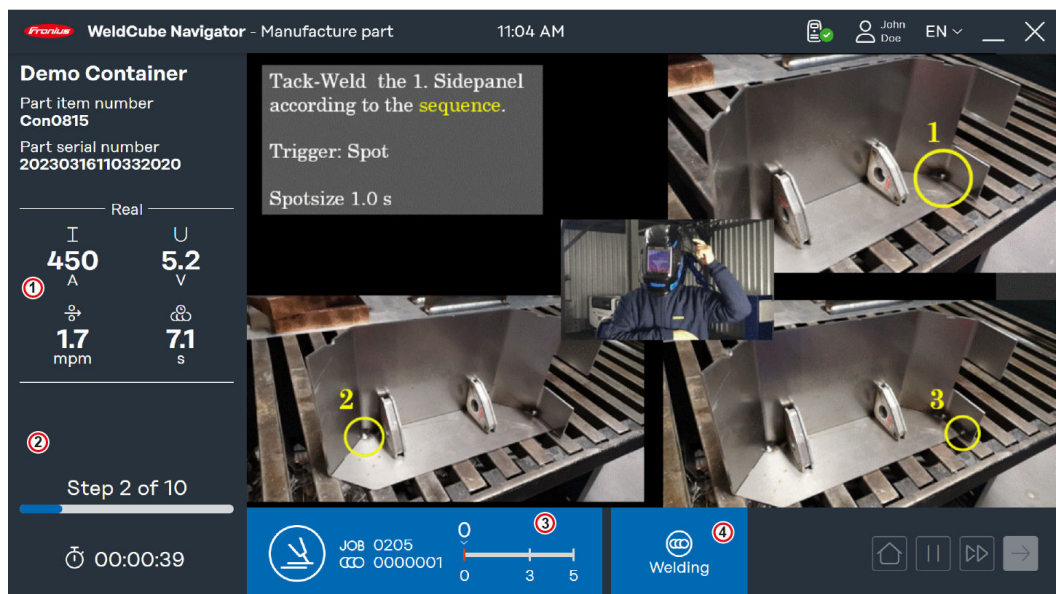 Fronius WeldCube Navigator - Manufacture part 11:04 AM John Doe EN
Demo Container
Part item number
Con0815
Part serial number
20230316110332020
Real
I U
450 5.2
A V
1
1.7 7.1
mpm s
2
Step 2 of 10
00:00:39
Tack-Weld the 1. Sidepanel
according to the sequence.
Trigger: Spot
Spotsize 1.0 s
1
2
3
JOB 0205
0000001
0
3
0 3 5
4
Welding